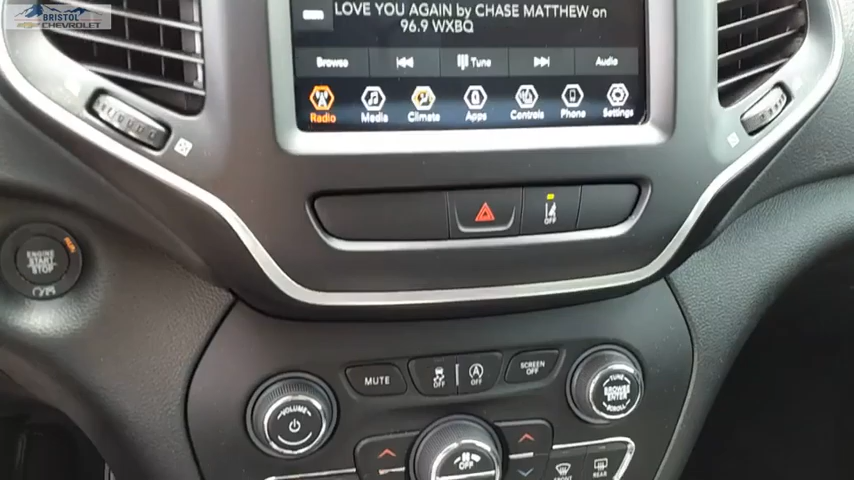 BRISTOL
CHEVROLET
LOVE YOU AGAIN by CHASE MATTHEW on
96.9 WXBQ
Browse
Tune
Audio
Radio
Media
Climate
Apps
Controls
Phone
Settings
OFF
ENGINE
START
STOP
RUN
MUTE
OFF
OFF
SCREEN
OFF
VOLUME
TUNE
BROWSE
ENTER
SCROLL
OFF
FRONT
REAR